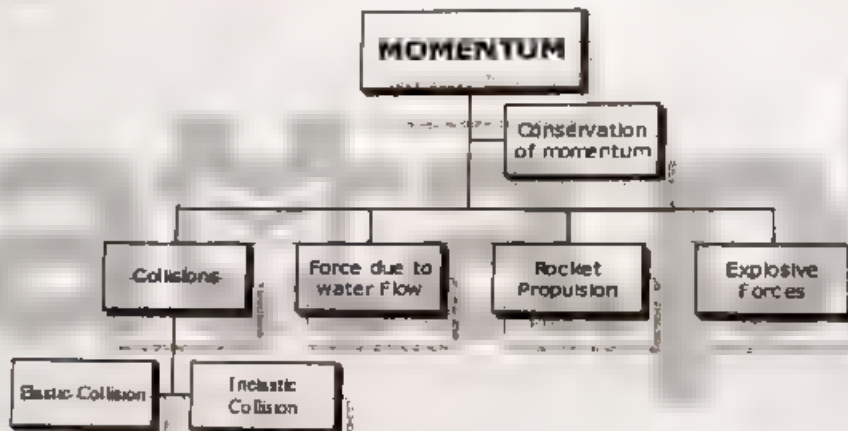 MOMENTUM
Conservation
of momentum
Collisions
Force due to
water Flow
Rocket
Propulsion
Explosive
Forces
Elastic Collision
Inelastic
Collision